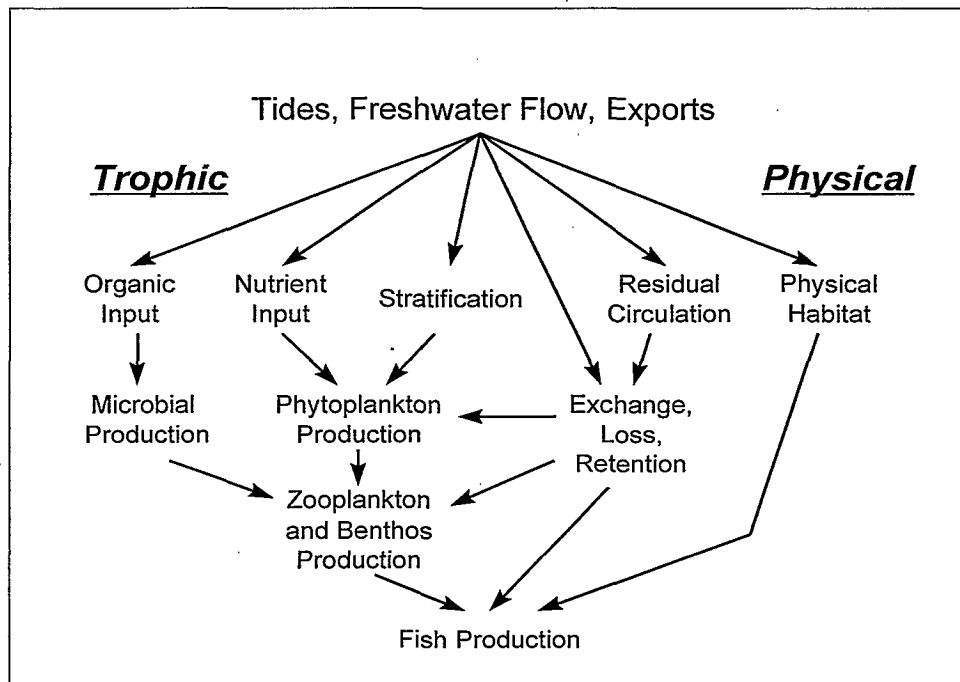 Tides, Freshwater Flow, Exports
Trophic
Physical
Organic
Input
Nutrient
Input
Stratification
Residual
Circulation
Physical
Habitat
Microbial
Production
Phytoplankton
Production
Exchange,
Loss,
Retention
Zooplankton
and Benthos
Production
Fish Production